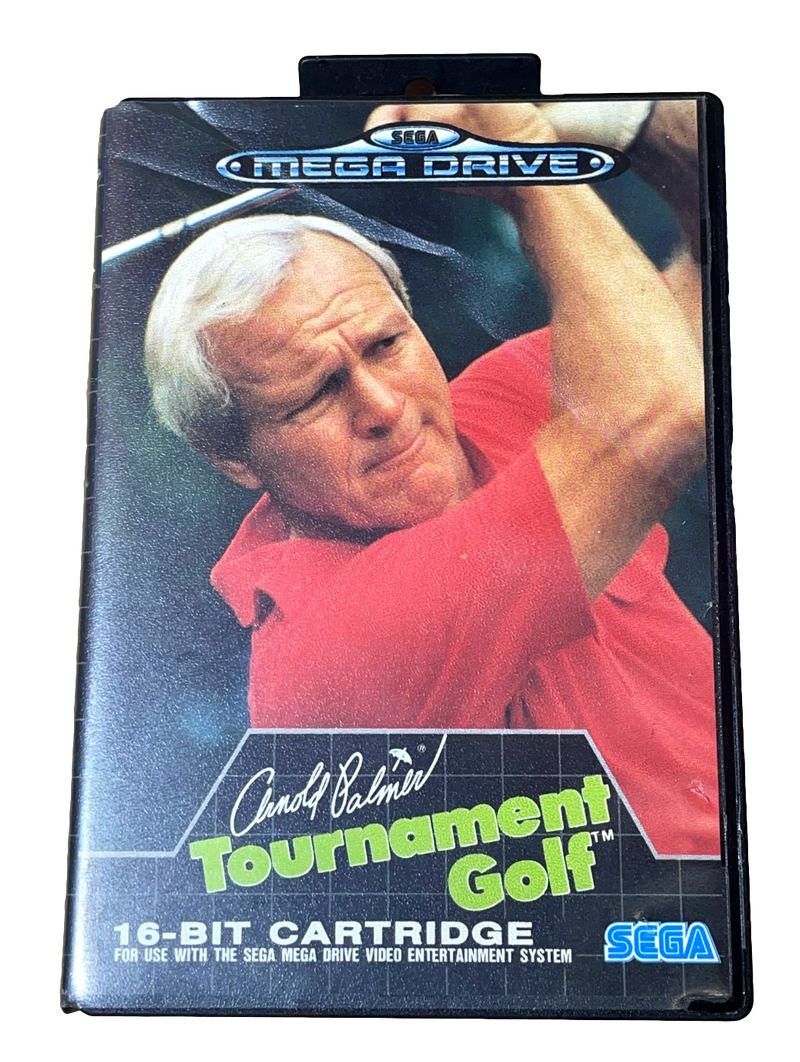 SEGA
MEGA DRIVE
Arnold Palmer®
Tournament
Golf™
16-BIT CARTRIDGE
FOR USE WITH THE SEGA MEGA DRIVE VIDEO ENTERTAINMENT SYSTEM
SEGA